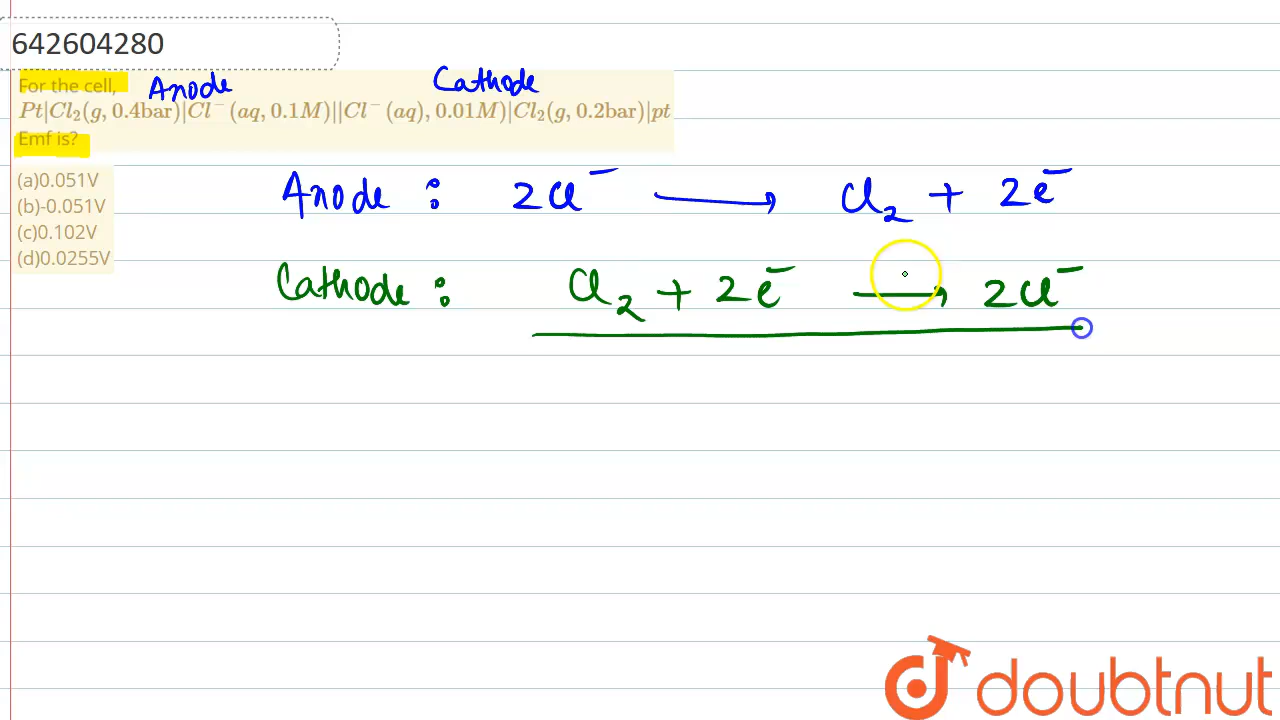 642604280
For the cell,
Anode
Cathode
Pt|Cl₂(g, 0.4bar)|Cl⁻(aq, 0.1M)||Cl⁻(aq), 0.01M)|Cl₂(g, 0.2bar)|pt
Emf is?
(a)0.051V
(b)-0.051V
(c)0.102V
(d)0.0255V
Anode : 2Cl⁻ ⟶ Cl₂ + 2e⁻
Cathode : Cl₂ + 2e⁻ ⟶ 2Cl⁻
doubtnut